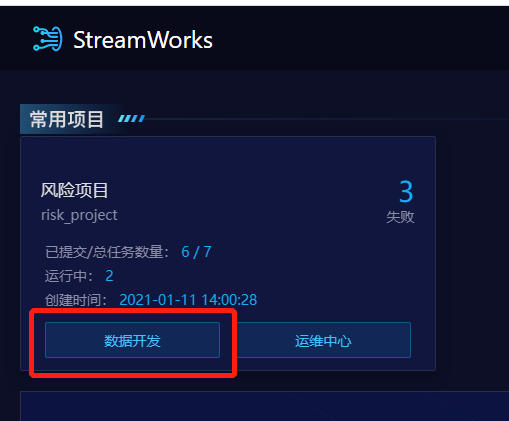 StreamWorks
常用项目
风险项目
3
risk_project
失败
已提交/总任务数量： 6 / 7
运行中： 2
创建时间： 2021-01-11 14:00:28
数据开发 运维中心